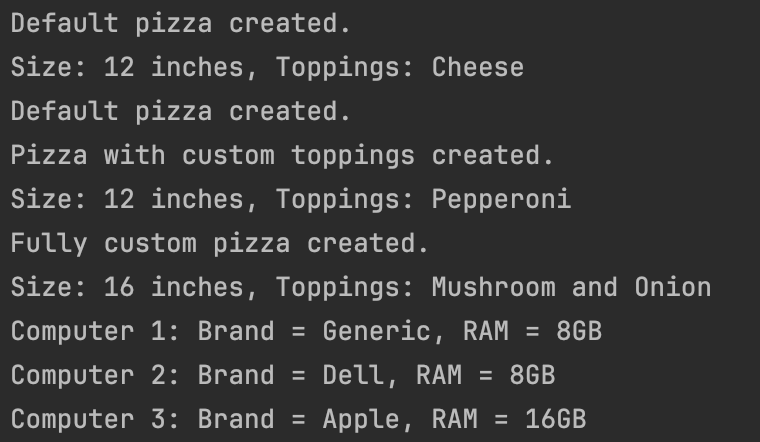 Default pizza created.
Size: 12 inches, Toppings: Cheese
Default pizza created.
Pizza with custom toppings created.
Size: 12 inches, Toppings: Pepperoni
Fully custom pizza created.
Size: 16 inches, Toppings: Mushroom and Onion
Computer 1: Brand = Generic, RAM = 8GB
Computer 2: Brand = Dell, RAM = 8GB
Computer 3: Brand = Apple, RAM = 16GB